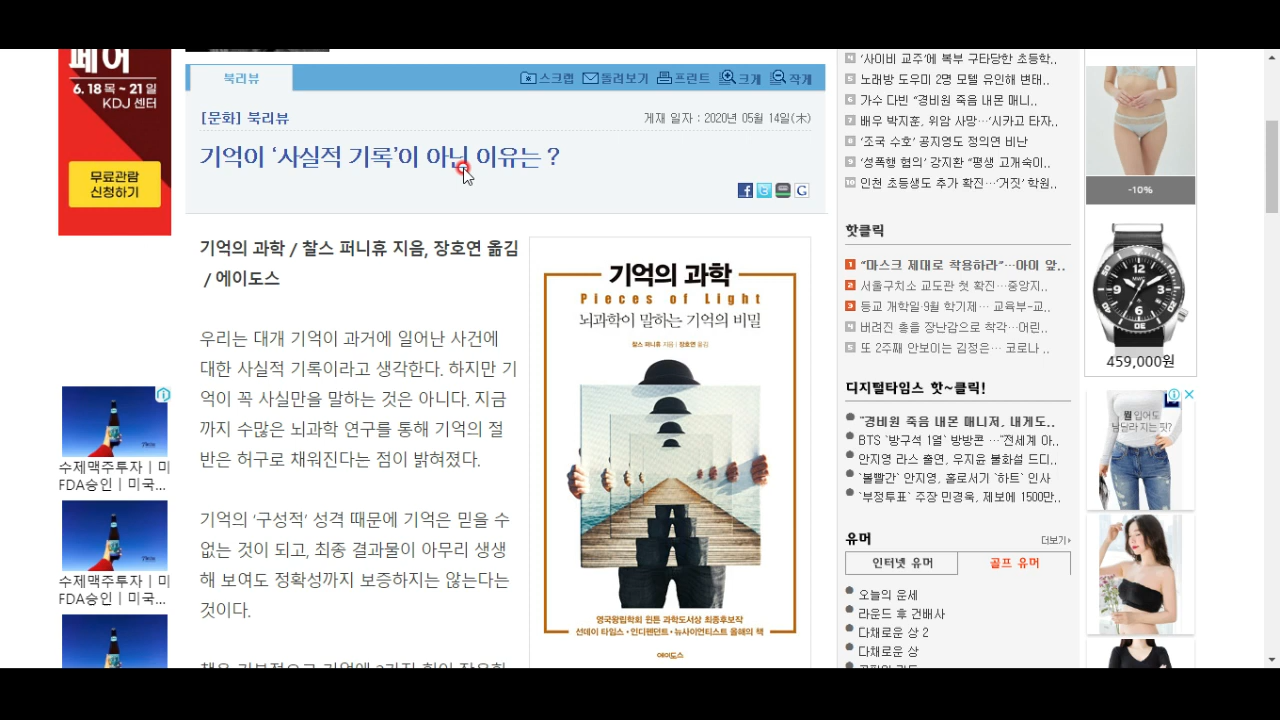 페어
6. 18 목 ~ 21 일
KDJ 센터
무료관람
신청하기
수제맥주투자ㅣ미
FDA승인ㅣ미국...
수제맥주투자ㅣ미
FDA승인ㅣ미국...
북리뷰
스크랩
돌려보기
프린트
크게
작게
[문화] 북리뷰
게재 일자 : 2020년 05월 14일(木)
기억이 ‘사실적 기록’이 아닌 이유는 ?
기억의 과학 / 찰스 퍼니휴 지음, 장호연 옮김
/ 에이도스
우리는 대개 기억이 과거에 일어난 사건에
대한 사실적 기록이라고 생각한다. 하지만 기
억이 꼭 사실만을 말하는 것은 아니다. 지금
까지 수많은 뇌과학 연구를 통해 기억의 절
반은 허구로 채워진다는 점이 밝혀졌다.
기억의 ‘구성적’ 성격 때문에 기억은 믿을 수
없는 것이 되고, 최종 결과물이 아무리 생생
해 보여도 정확성까지 보증하지는 않는다는
것이다.
기억의 과학
Pieces of Light
뇌과학이 말하는 기억의 비밀
찰스 퍼니휴 지음 | 장호연 옮김
영국왕립학회 윈튼 과학도서상 최종후보작
선데이 타임스 • 인디펜던트 • 뉴사이언티스트 올해의 책
에이도스
4 ‘사이비 교주’에 복부 구타당한 초등학..
5 노래방 도우미 2명 모텔 유인해 변태..
6 가수 다빈 “경비원 죽음 내몬 매니..
7 배우 박지훈, 위암 사망…‘시카고 타자..
8 ‘조국 수호’ 공지영도 정의연 비난
9 ‘성폭행 혐의’ 강지환 “평생 고개숙이..
10 인천 초등생도 추가 확진…‘거짓’ 학원..
핫클릭
1 “마스크 제대로 착용하라”…아이 앞..
2 서울구치소 교도관 첫 확진…중앙지..
3 등교 개학일·9월 학기제… 교육부-교..
4 버려진 총을 장난감으로 착각…어린..
5 또 2주째 안보이는 김정은… 코로나 ..
디지털타임스 핫~클릭!
"경비원 죽음 내몬 매니저, 내게도..
BTS `방구석 1열` 방방콘 …"전세계 아..
안지영 라스 출연, 우지윤 불화설 드디..
`볼빨간` 안지영, 홀로서기 `하트` 인사
`부정투표` 주장 민경욱, 제보에 1500만..
유머
더보기›
인터넷 유머
골프 유머
오늘의 운세
라운드 후 건배사
다채로운 상 2
다채로운 상
-10%
459,000원
뭘 입어도
낭달라 지는 핏?